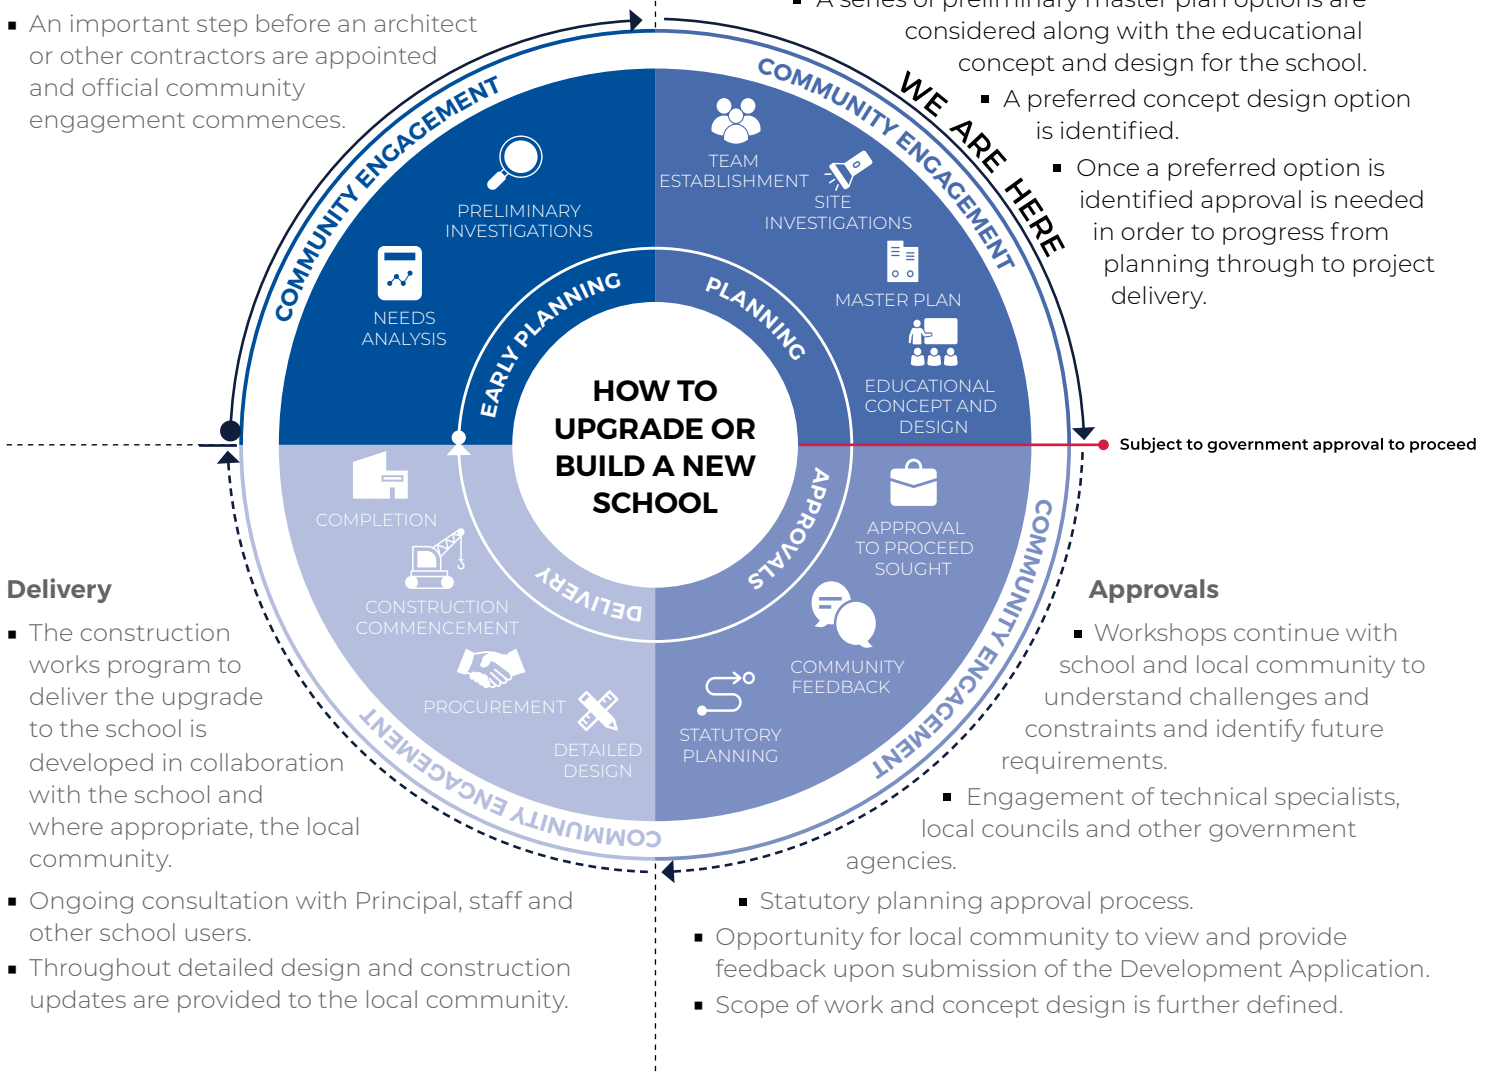 ▪ An important step before an architect
or other contractors are appointed
and official community
engagement commences.
▪ A series of preliminary master plan options are
considered along with the educational
concept and design for the school.
▪ A preferred concept design option
is identified.
▪ Once a preferred option is
identified approval is needed
in order to progress from
planning through to project
delivery.
WE ARE HERE
COMMUNITY ENGAGEMENT
COMMUNITY ENGAGEMENT
PRELIMINARY
INVESTIGATIONS
NEEDS
ANALYSIS
EARLY PLANNING
TEAM
ESTABLISHMENT
SITE
INVESTIGATIONS
MASTER PLAN
EDUCATIONAL
CONCEPT AND
DESIGN
PLANNING
HOW TO
UPGRADE OR
BUILD A NEW
SCHOOL
Subject to government approval to proceed
COMPLETION
CONSTRUCTION
COMMENCEMENT
PROCUREMENT
DETAILED
DESIGN
DELIVERY
COMMUNITY ENGAGEMENT
APPROVALS
APPROVAL
TO PROCEED
SOUGHT
COMMUNITY
FEEDBACK
STATUTORY
PLANNING
COMMUNITY ENGAGEMENT
Delivery
▪ The construction
works program to
deliver the upgrade
to the school is
developed in collaboration
with the school and
where appropriate, the local
community.
▪ Ongoing consultation with Principal, staff and
other school users.
▪ Throughout detailed design and construction
updates are provided to the local community.
Approvals
▪ Workshops continue with
school and local community to
understand challenges and
constraints and identify future
requirements.
▪ Engagement of technical specialists,
local councils and other government
agencies.
▪ Statutory planning approval process.
▪ Opportunity for local community to view and provide
feedback upon submission of the Development Application.
▪ Scope of work and concept design is further defined.